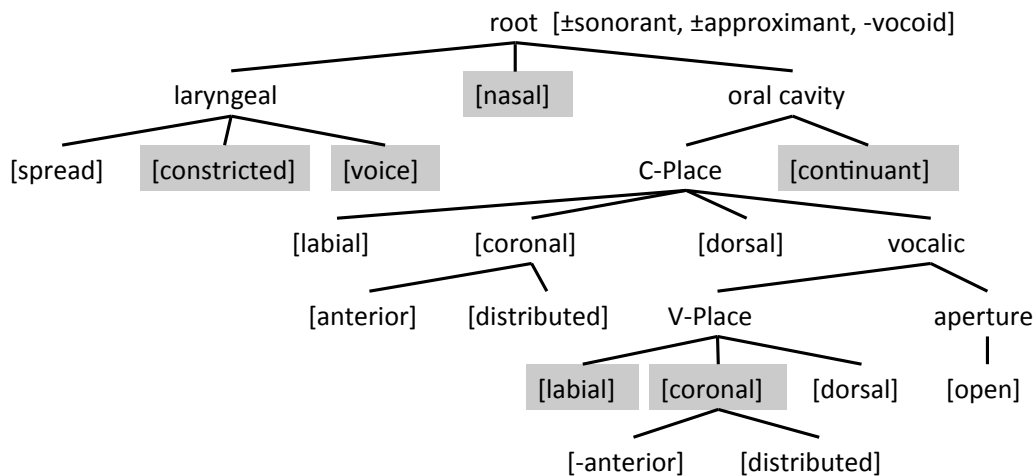 root [±sonorant, ±approximant, -vocoid]
laryngeal [nasal] oral cavity
[spread] [constricted] [voice] C-Place [continuant]
[labial] [coronal] [dorsal] vocalic
[anterior] [distributed] V-Place aperture
[labial] [coronal] [dorsal] [open]
[-anterior] [distributed]